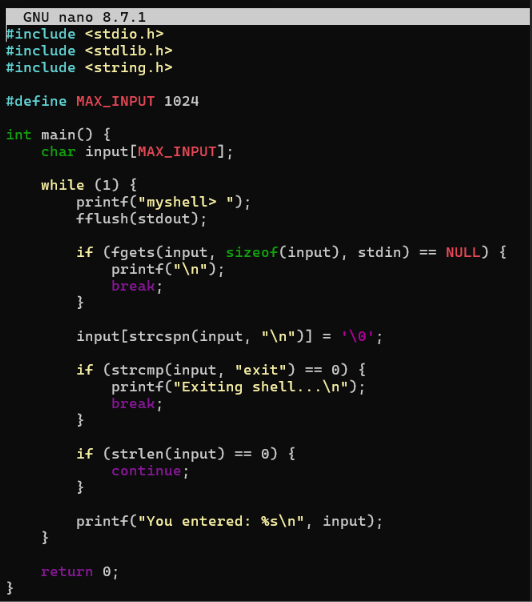 GNU nano 8.7.1
#include <stdio.h>
#include <stdlib.h>
#include <string.h>
#define MAX_INPUT 1024
int main() {
    char input[MAX_INPUT];
    while (1) {
        printf("myshell> ");
        fflush(stdout);
        if (fgets(input, sizeof(input), stdin) == NULL) {
            printf("\n");
            break;
        }
        input[strcspn(input, "\n")] = '\0';
        if (strcmp(input, "exit") == 0) {
            printf("Exiting shell...\n");
            break;
        }
        if (strlen(input) == 0) {
            continue;
        }
        printf("You entered: %s\n", input);
    }
    return 0;
}